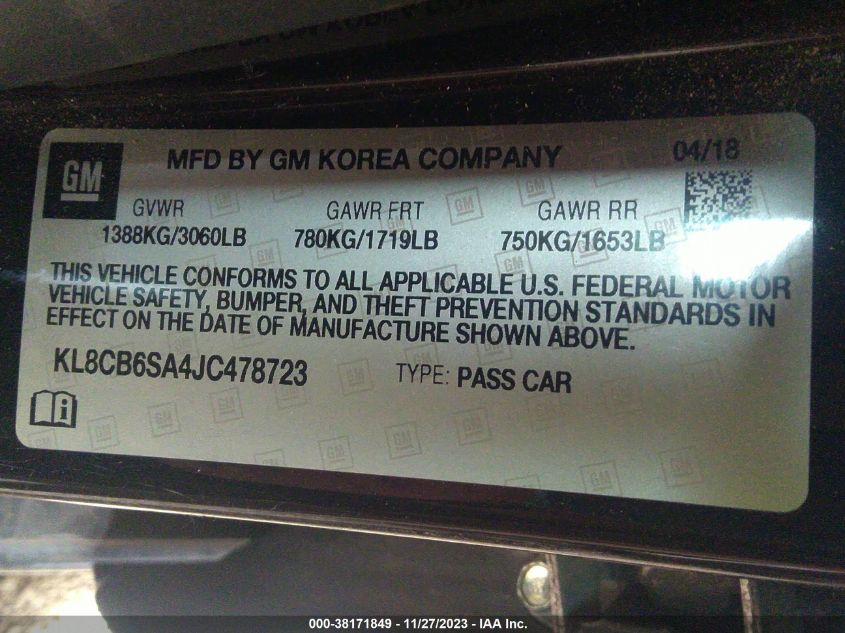 GM
MFD BY GM KOREA COMPANY 04/18
GVWR GAWR FRT GAWR RR
1388KG/3060LB 780KG/1719LB 750KG/1653LB
THIS VEHICLE CONFORMS TO ALL APPLICABLE U.S. FEDERAL MOTOR
VEHICLE SAFETY, BUMPER, AND THEFT PREVENTION STANDARDS IN
EFFECT ON THE DATE OF MANUFACTURE SHOWN ABOVE.
KL8CB6SA4JC478723 TYPE: PASS CAR
000-38171849 - 11/27/2023 - IAA Inc.